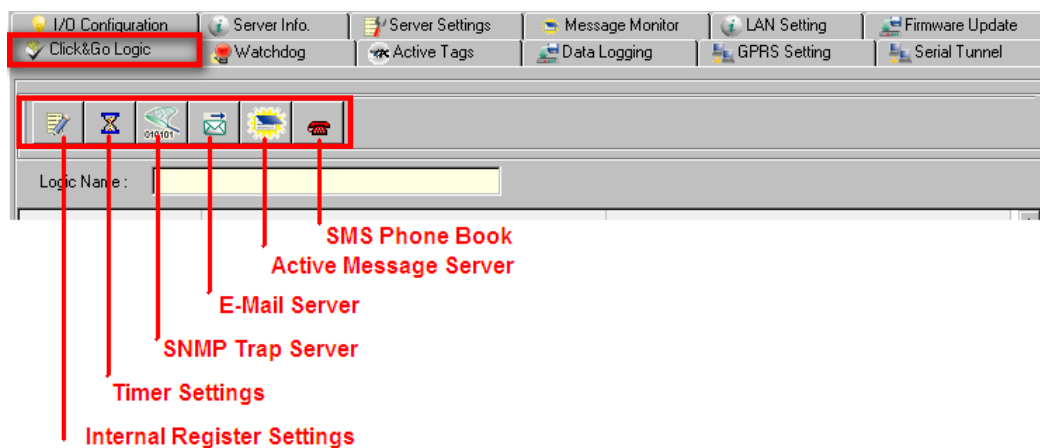 I/O Configuration Server Info. Server Settings Message Monitor LAN Setting Firmware Update
Click&Go Logic Watchdog Active Tags Data Logging GPRS Setting Serial Tunnel
010101
Logic Name :
SMS Phone Book
Active Message Server
E-Mail Server
SNMP Trap Server
Timer Settings
Internal Register Settings